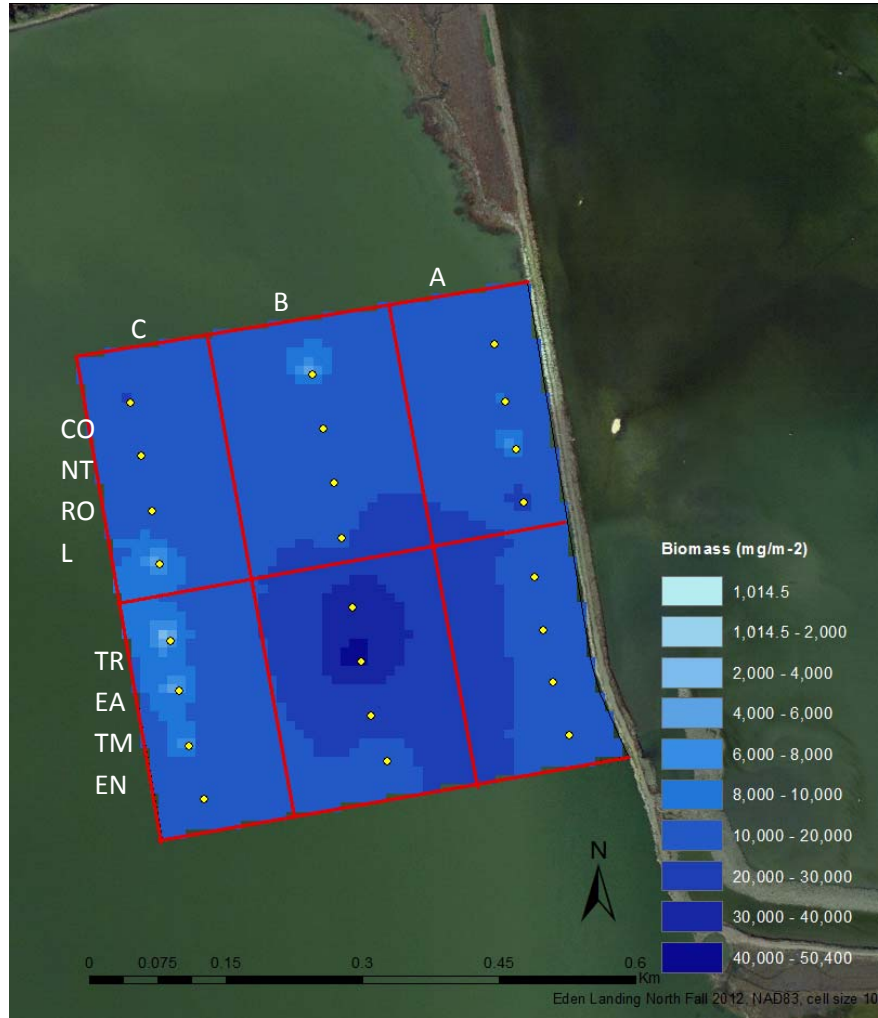 A
B
C
CO
NT
RO
L
TR
EA
TM
EN
Biomass (mg/m-2)
1,014.5
1,014.5 - 2,000
2,000 - 4,000
4,000 - 6,000
6,000 - 8,000
8,000 - 10,000
10,000 - 20,000
20,000 - 30,000
30,000 - 40,000
40,000 - 50,400
N
0 0.075 0.15 0.3 0.45 0.6
Km
Eden Landing North Fall 2012, NAD83, cell size 10